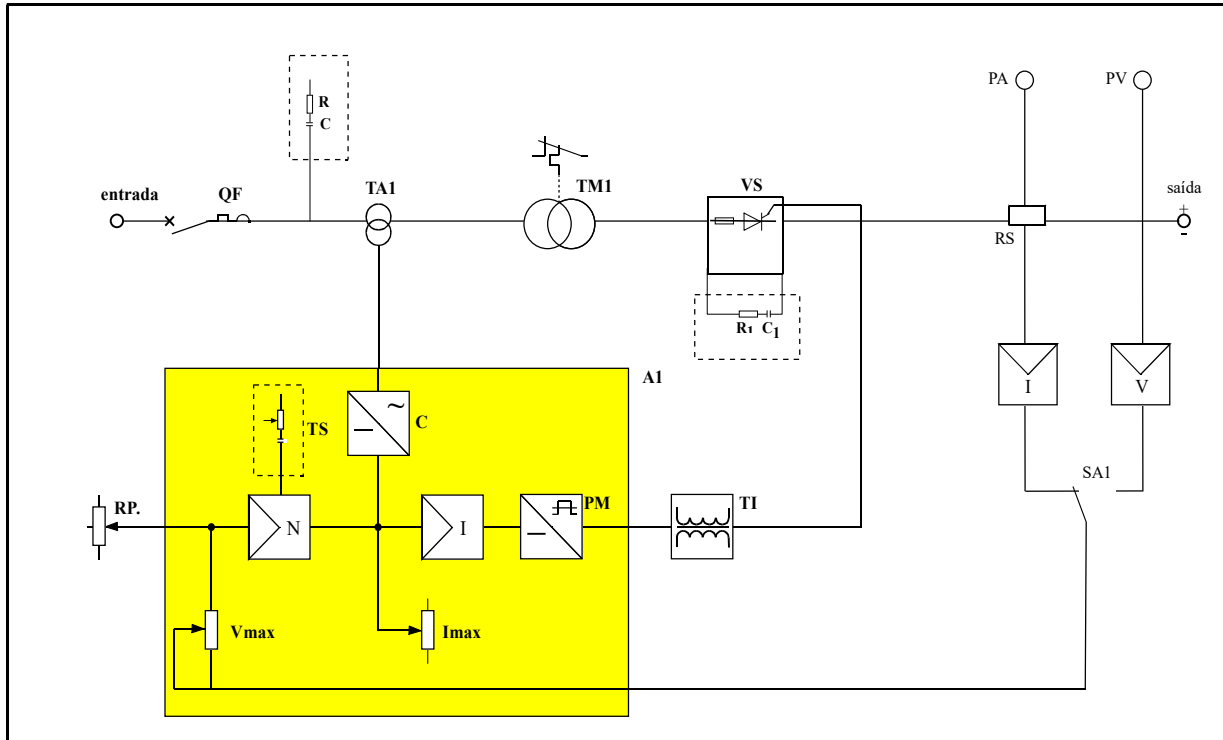 PA
PV
R
C
entrada
QF
TA1
TM1
VS
saída
+
-
RS
R1 C1
I
V
A1
C
TS
SA1
RP.
N
I
PM
TI
Vmax
Imax